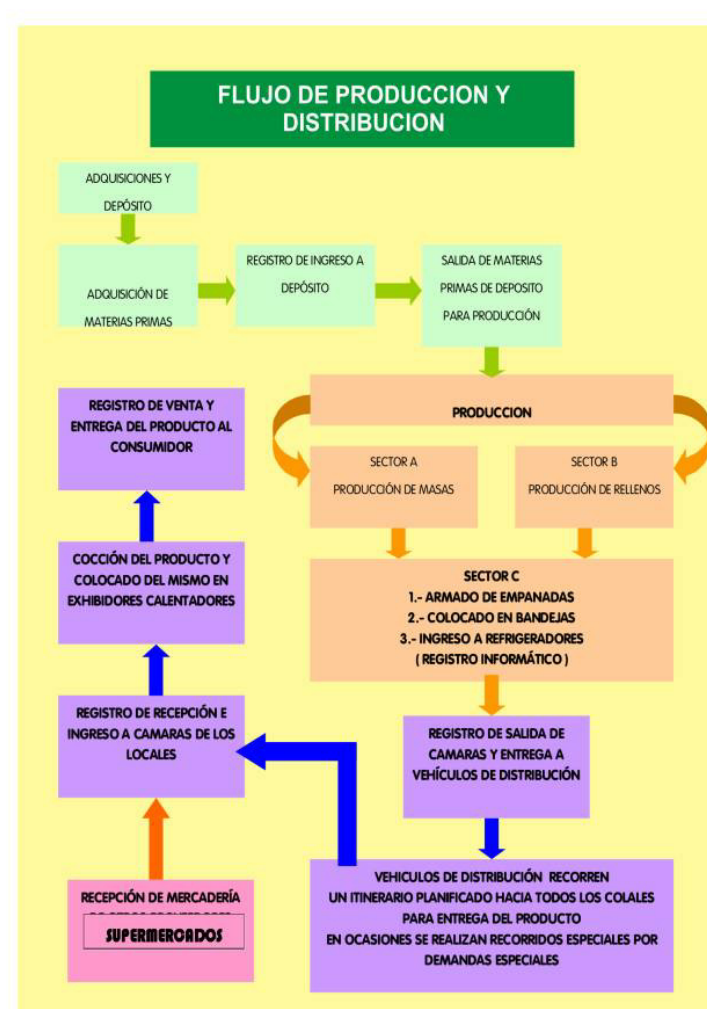 FLUJO DE PRODUCCION Y
DISTRIBUCION
ADQUISICIONES Y
DEPÓSITO
ADQUISICIÓN DE
MATERIAS PRIMAS
REGISTRO DE INGRESO A
DEPÓSITO
SALIDA DE MATERIAS
PRIMAS DE DEPOSITO
PARA PRODUCCIÓN
PRODUCCION
SECTOR A
PRODUCCIÓN DE MASAS
SECTOR B
PRODUCCIÓN DE RELLENOS
SECTOR C
1.- ARMADO DE EMPANADAS
2.- COLOCADO EN BANDEJAS
3.- INGRESO A REFRIGERADORES
( REGISTRO INFORMÁTICO )
REGISTRO DE SALIDA DE
CAMARAS Y ENTREGA A
VEHÍCULOS DE DISTRIBUCIÓN
VEHICULOS DE DISTRIBUCIÓN RECORREN
UN ITINERARIO PLANIFICADO HACIA TODOS LOS COLALES
PARA ENTREGA DEL PRODUCTO
EN OCASIONES SE REALIZAN RECORRIDOS ESPECIALES POR
DEMANDAS ESPECIALES
REGISTRO DE VENTA Y
ENTREGA DEL PRODUCTO AL
CONSUMIDOR
COCCIÓN DEL PRODUCTO Y
COLOCADO DEL MISMO EN
EXHIBIDORES CALENTADORES
REGISTRO DE RECEPCIÓN E
INGRESO A CAMARAS DE LOS
LOCALES
RECEPCIÓN DE MERCADERÍA
SUPERMERCADOS